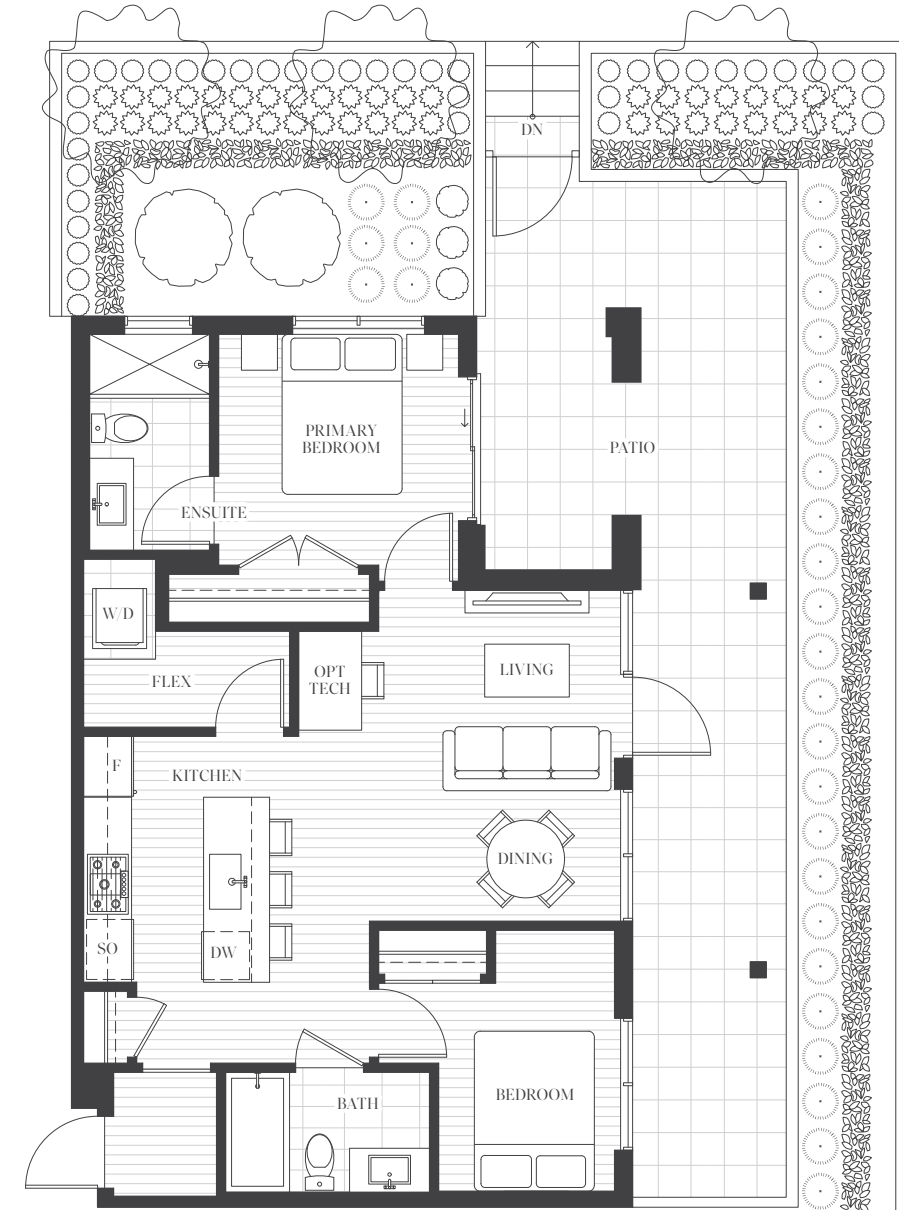 DN
PRIMARY
BEDROOM
PATIO
ENSUITE
W/D
OPT
TECH
LIVING
FLEX
F
KITCHEN
DINING
SO
DW
BEDROOM
BATH